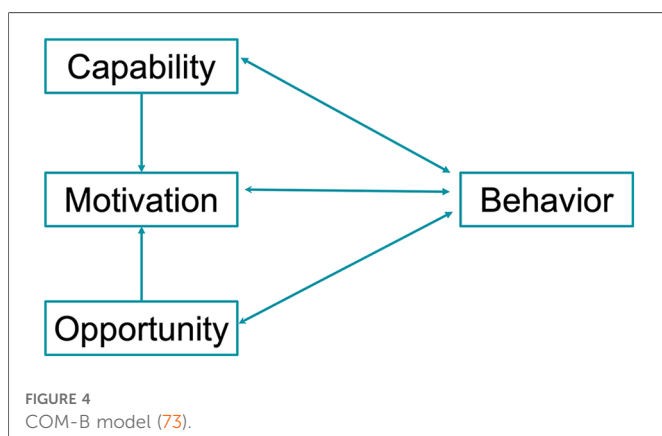 Capability
Motivation
Behavior
Opportunity
FIGURE 4
COM-B model (73).